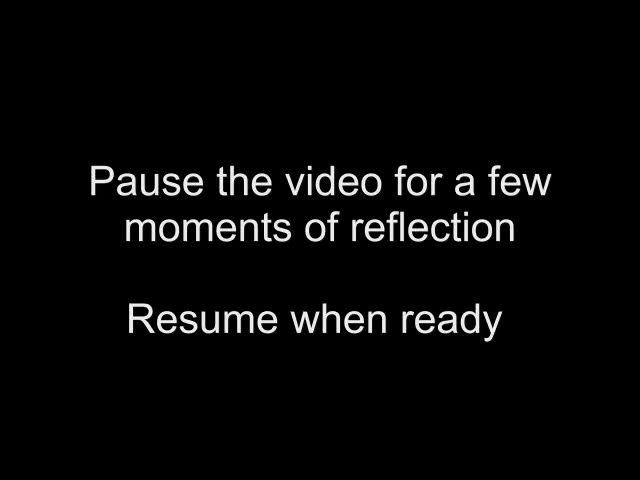 Pause the video for a few
moments of reflection
Resume when ready